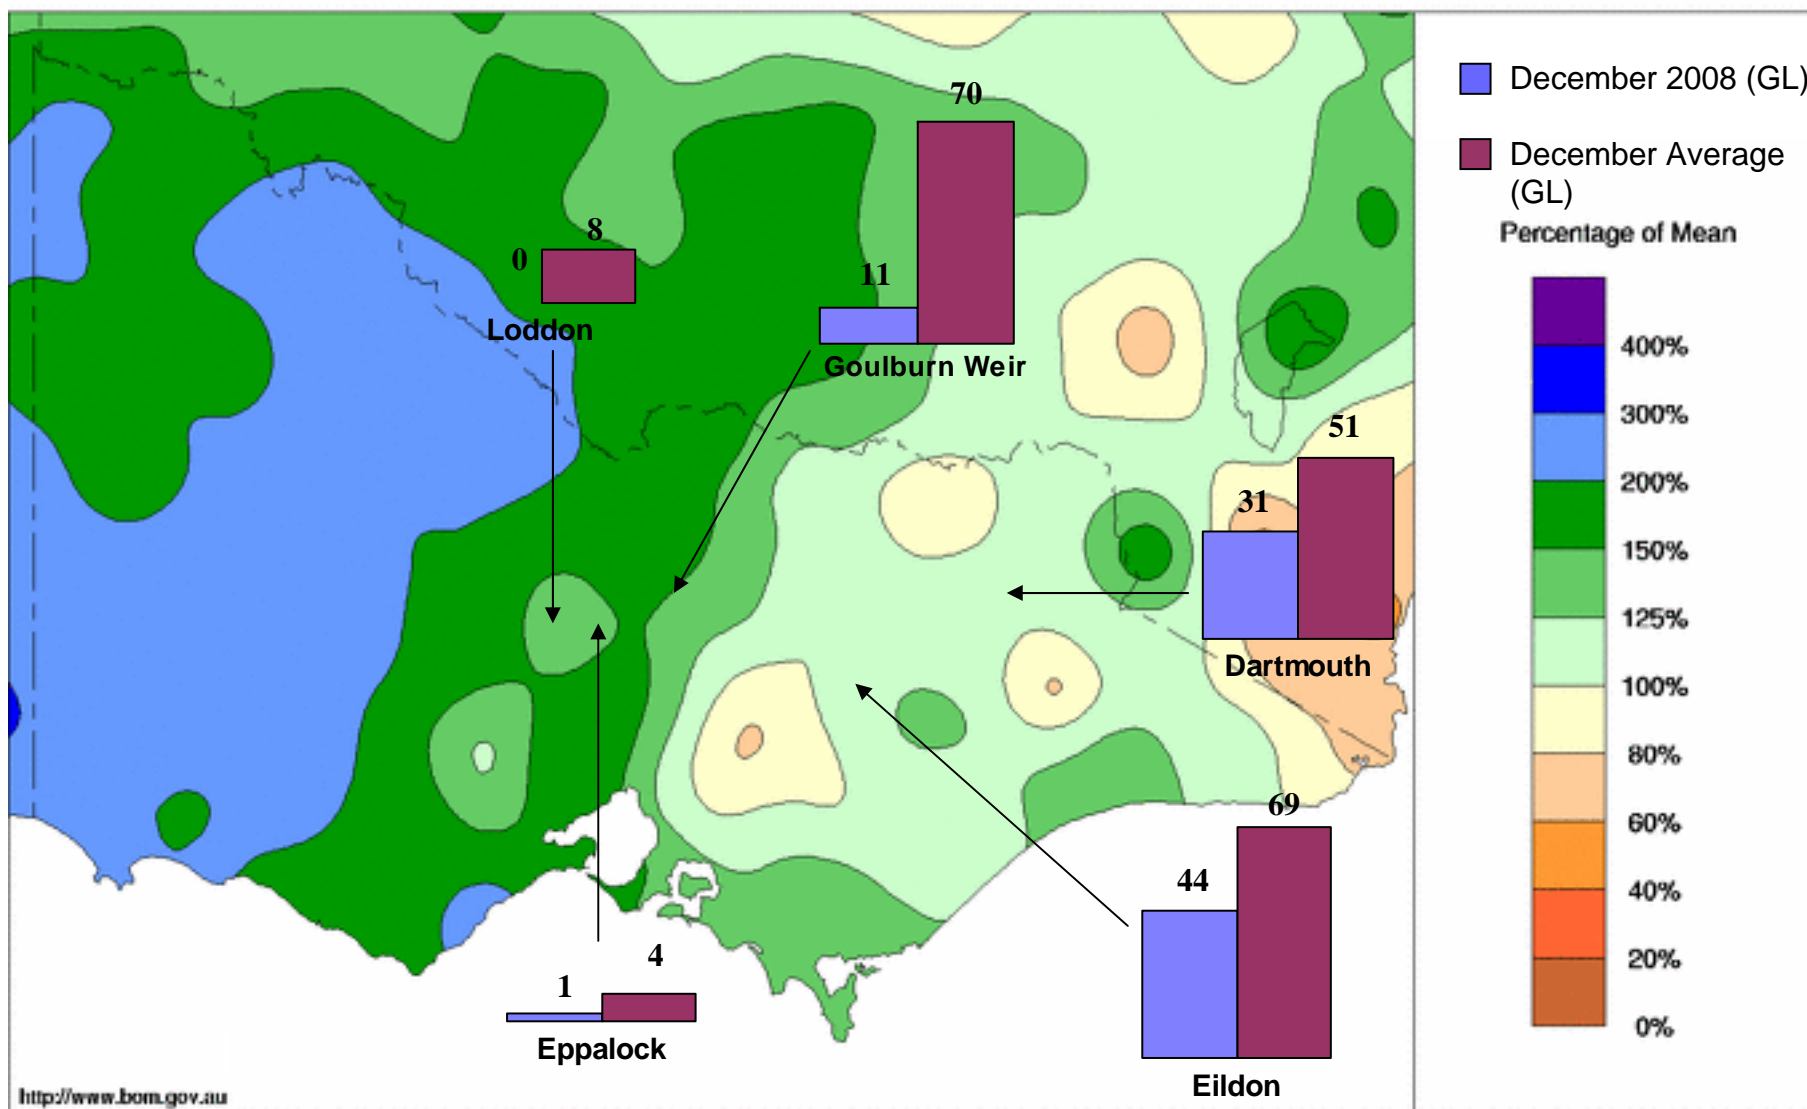 December 2008 (GL)
December Average
(GL)
Percentage of Mean
400%
300%
200%
150%
125%
100%
80%
60%
40%
20%
0%
70
8
0
11
Loddon
Goulburn Weir
51
31
Dartmouth
69
44
4
1
Eppalock
Eildon
http://www.bom.gov.au